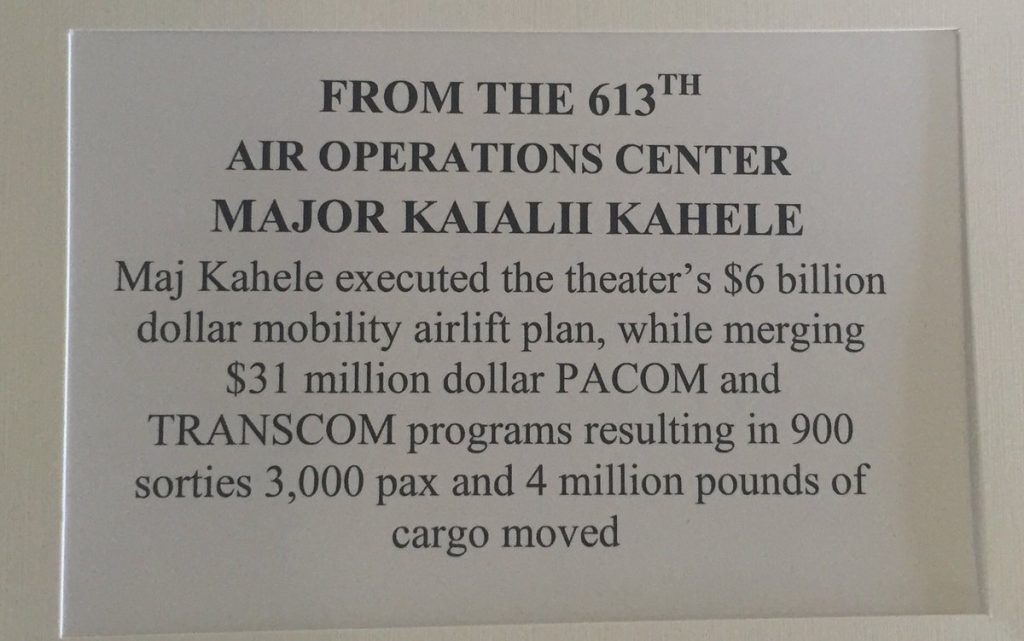 FROM THE 613TH
AIR OPERATIONS CENTER
MAJOR KAIALII KAHELE
Maj Kahele executed the theater’s $6 billion
dollar mobility airlift plan, while merging
$31 million dollar PACOM and
TRANSCOM programs resulting in 900
sorties 3,000 pax and 4 million pounds of
cargo moved